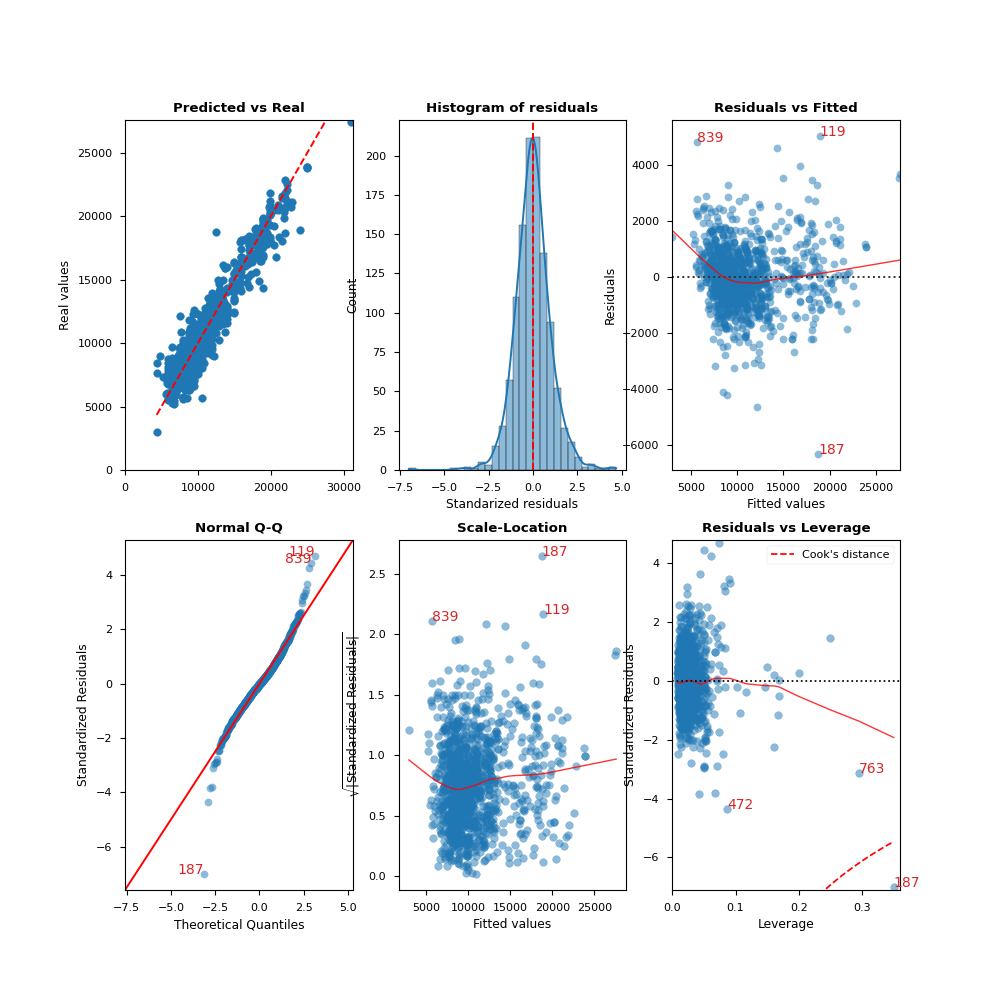 Predicted vs Real
Histogram of residuals
Residuals vs Fitted
Real values
25000
20000
15000
10000
5000
0
0 10000 20000 30000
Count
200
175
150
125
100
75
50
25
0
−7.5 −5.0 −2.5 0.0 2.5 5.0
Standarized residuals
Residuals
4000
2000
0
−2000
−4000
−6000
839
119
187
5000 10000 15000 20000 25000
Fitted values
Normal Q-Q
Scale-Location
Residuals vs Leverage
Standardized Residuals
4
2
0
−2
−4
−6
119
839
187
−7.5 −5.0 −2.5 0.0 2.5 5.0
Theoretical Quantiles
√|Standardized Residuals|
2.5
2.0
1.5
1.0
0.5
0.0
187
119
839
5000 10000 15000 20000 25000
Fitted values
Standardized Residuals
4
2
0
−2
−4
−6
Cook's distance
763
472
187
0.0 0.1 0.2 0.3
Leverage